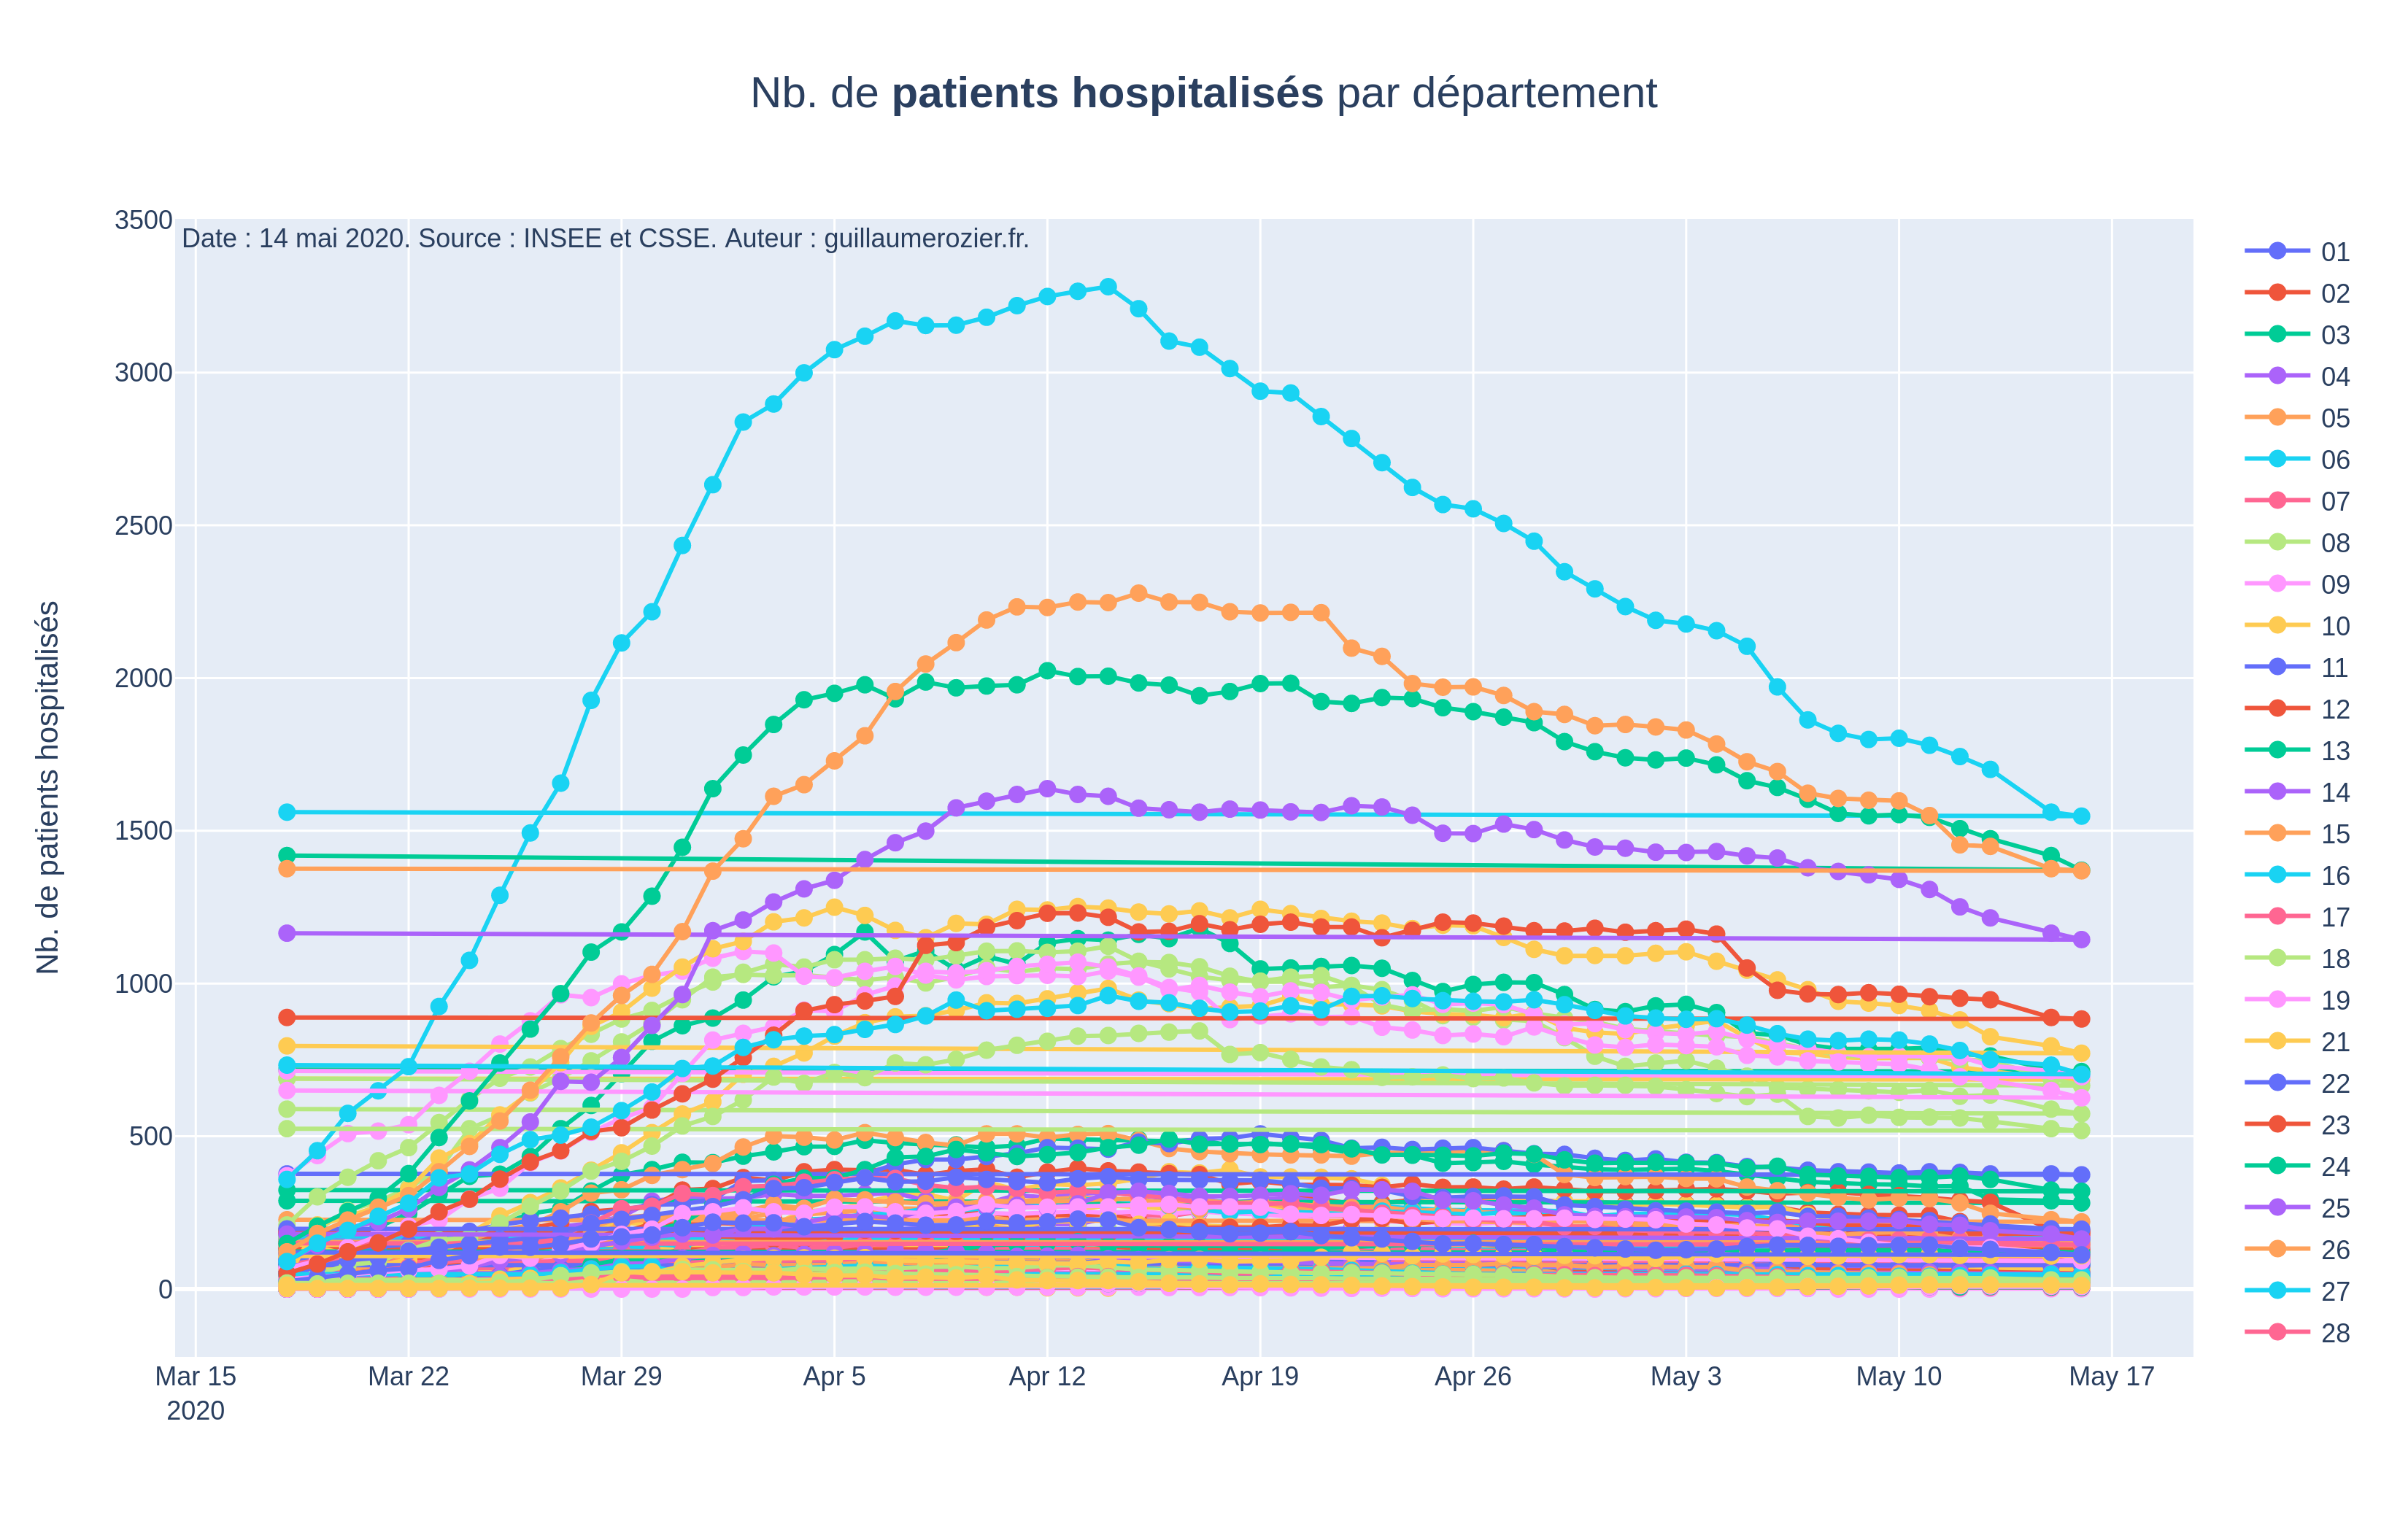 Nb. de patients hospitalisés par département
3500
Date : 14 mai 2020. Source : INSEE et CSSE. Auteur : guillaumerozier.fr.
3000
2500
2000
1500
1000
500
0
Nb. de patients hospitalisés
Mar 15
2020
Mar 22
Mar 29
Apr 5
Apr 12
Apr 19
Apr 26
May 3
May 10
May 17
01
02
03
04
05
06
07
08
09
10
11
12
13
14
15
16
17
18
19
21
22
23
24
25
26
27
28